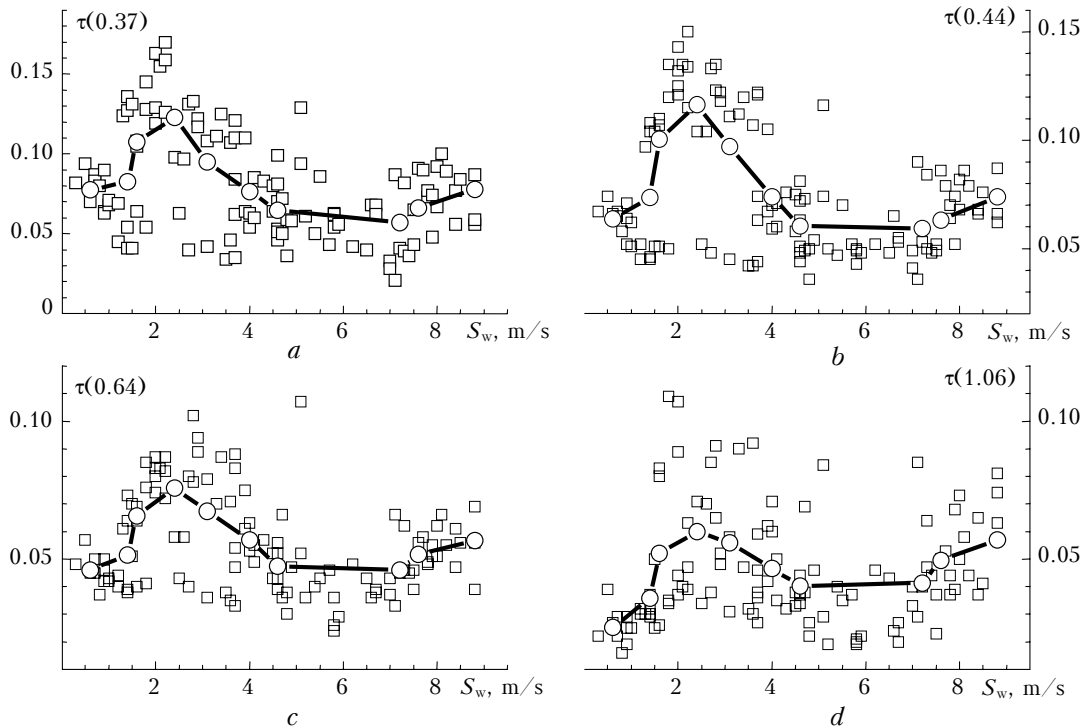 τ(0.37)
0.15
0.10
0.05
0
2 4 6 8 S_w, m/s
a
τ(0.44)
0.15
0.10
0.05
2 4 6 8 S_w, m/s
b
τ(0.64)
0.10
0.05
2 4 6 8 S_w, m/s
c
τ(1.06)
0.10
0.05
2 4 6 8 S_w, m/s
d